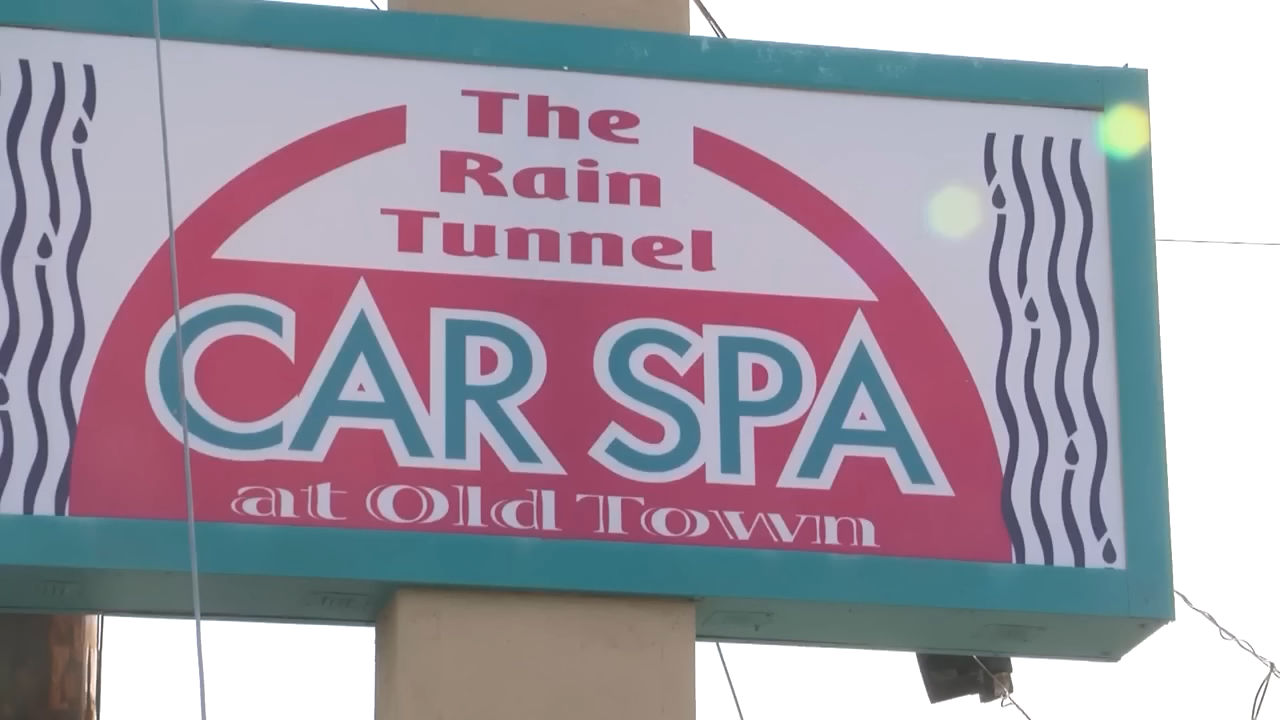 The
Rain
Tunnel
CAR SPA
at Old Town